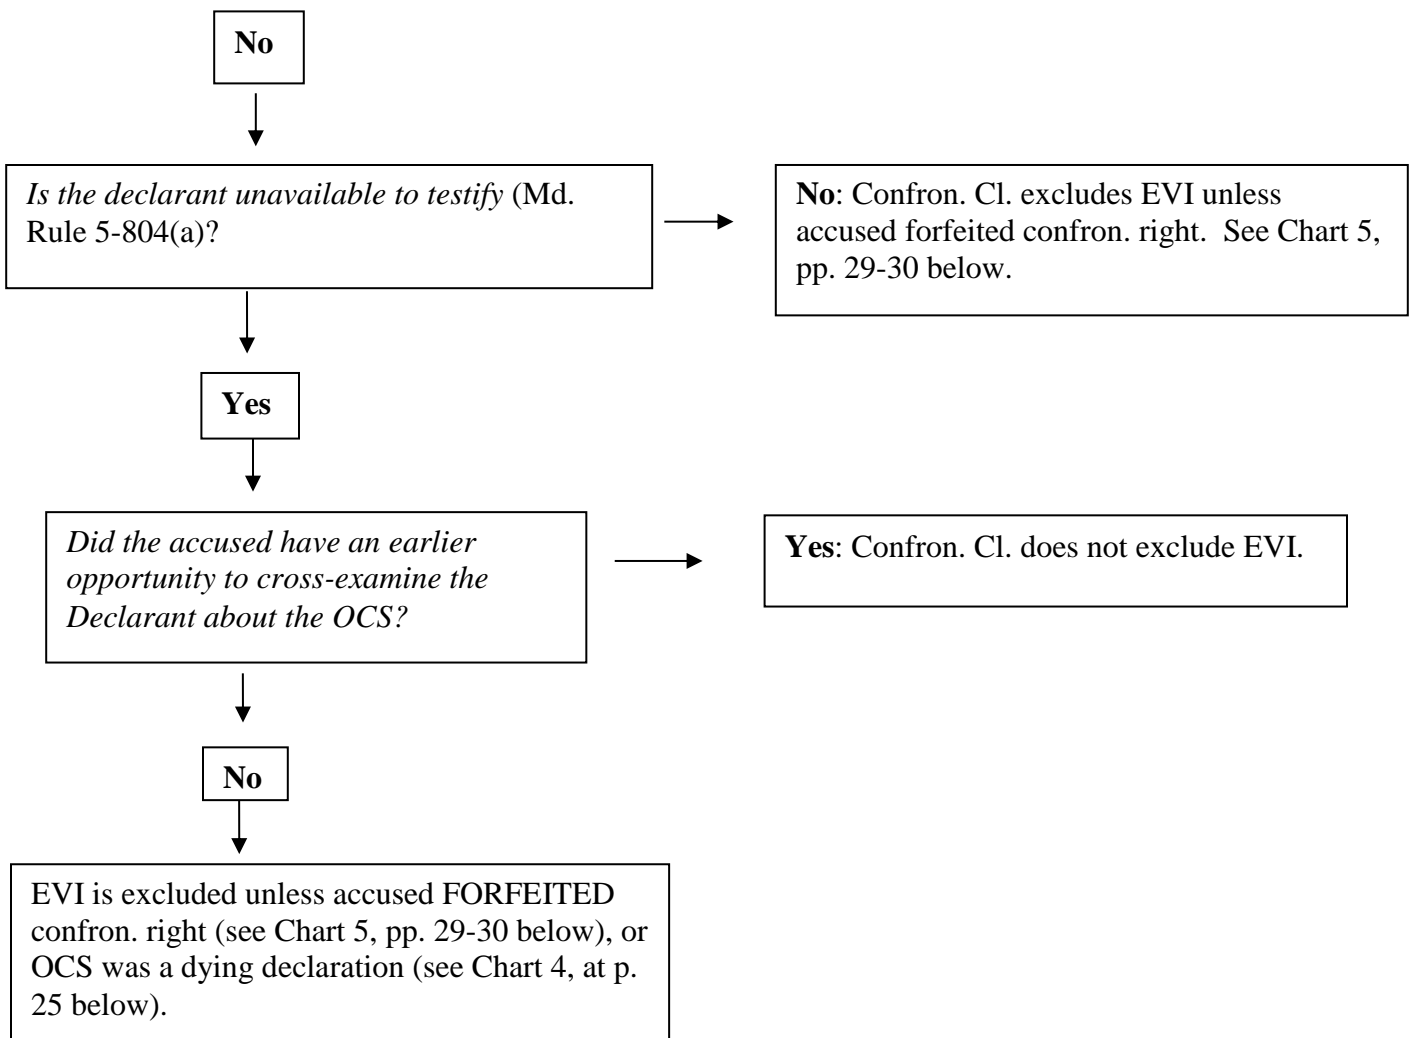 No
Is the declarant unavailable to testify (Md.
Rule 5-804(a)?
No: Confron. Cl. excludes EVI unless
accused forfeited confron. right.  See Chart 5,
pp. 29-30 below.
Yes
Did the accused have an earlier
opportunity to cross-examine the
Declarant about the OCS?
Yes: Confron. Cl. does not exclude EVI.
No
EVI is excluded unless accused FORFEITED
confron. right (see Chart 5, pp. 29-30 below), or
OCS was a dying declaration (see Chart 4, at p.
25 below).